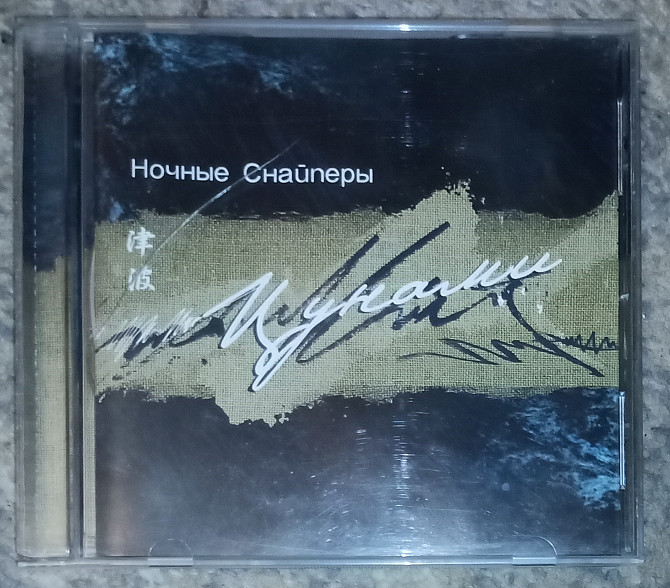 Ночные Снайперы
津
波
Цунами